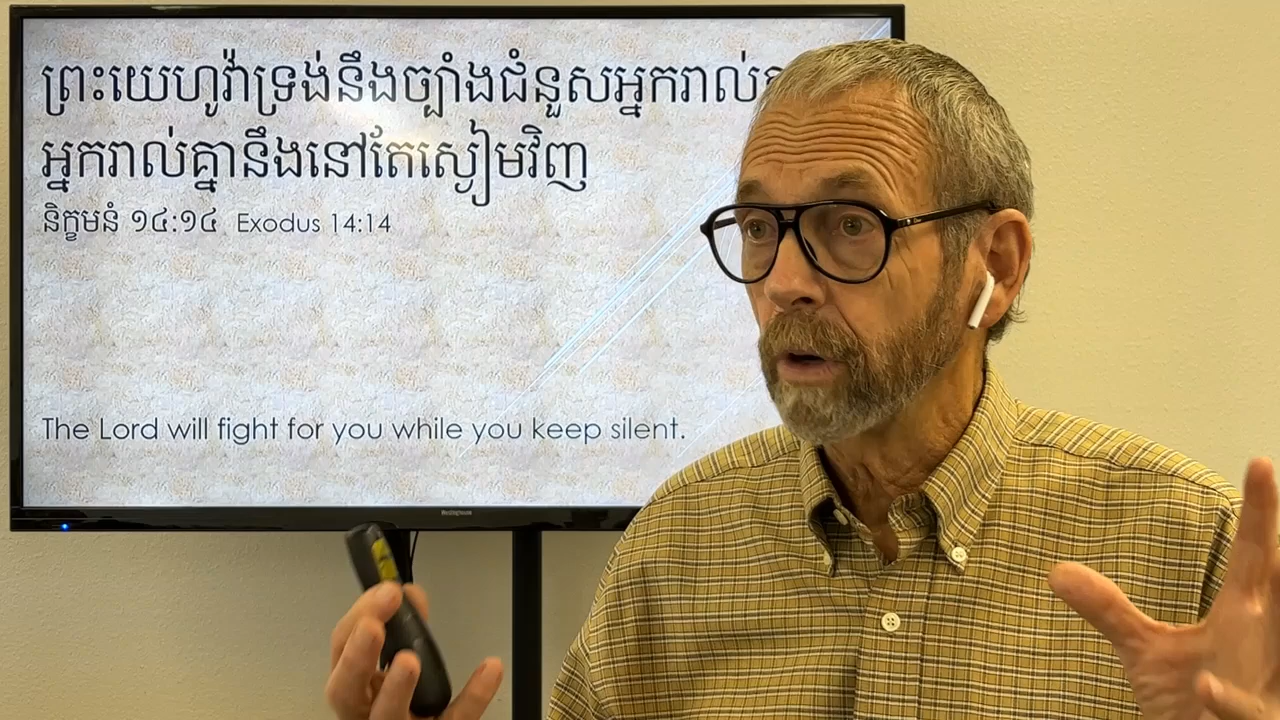 ព្រះយេហូវ៉ាទ្រង់នឹងច្បាំងជំនួសអ្នករាល់
អ្នករាល់គ្នានឹងនៅតែស្ងៀមវិញ
និក្ខមនំ ១៤:១៤ Exodus 14:14
The Lord will fight for you while you keep silent.
Westinghouse